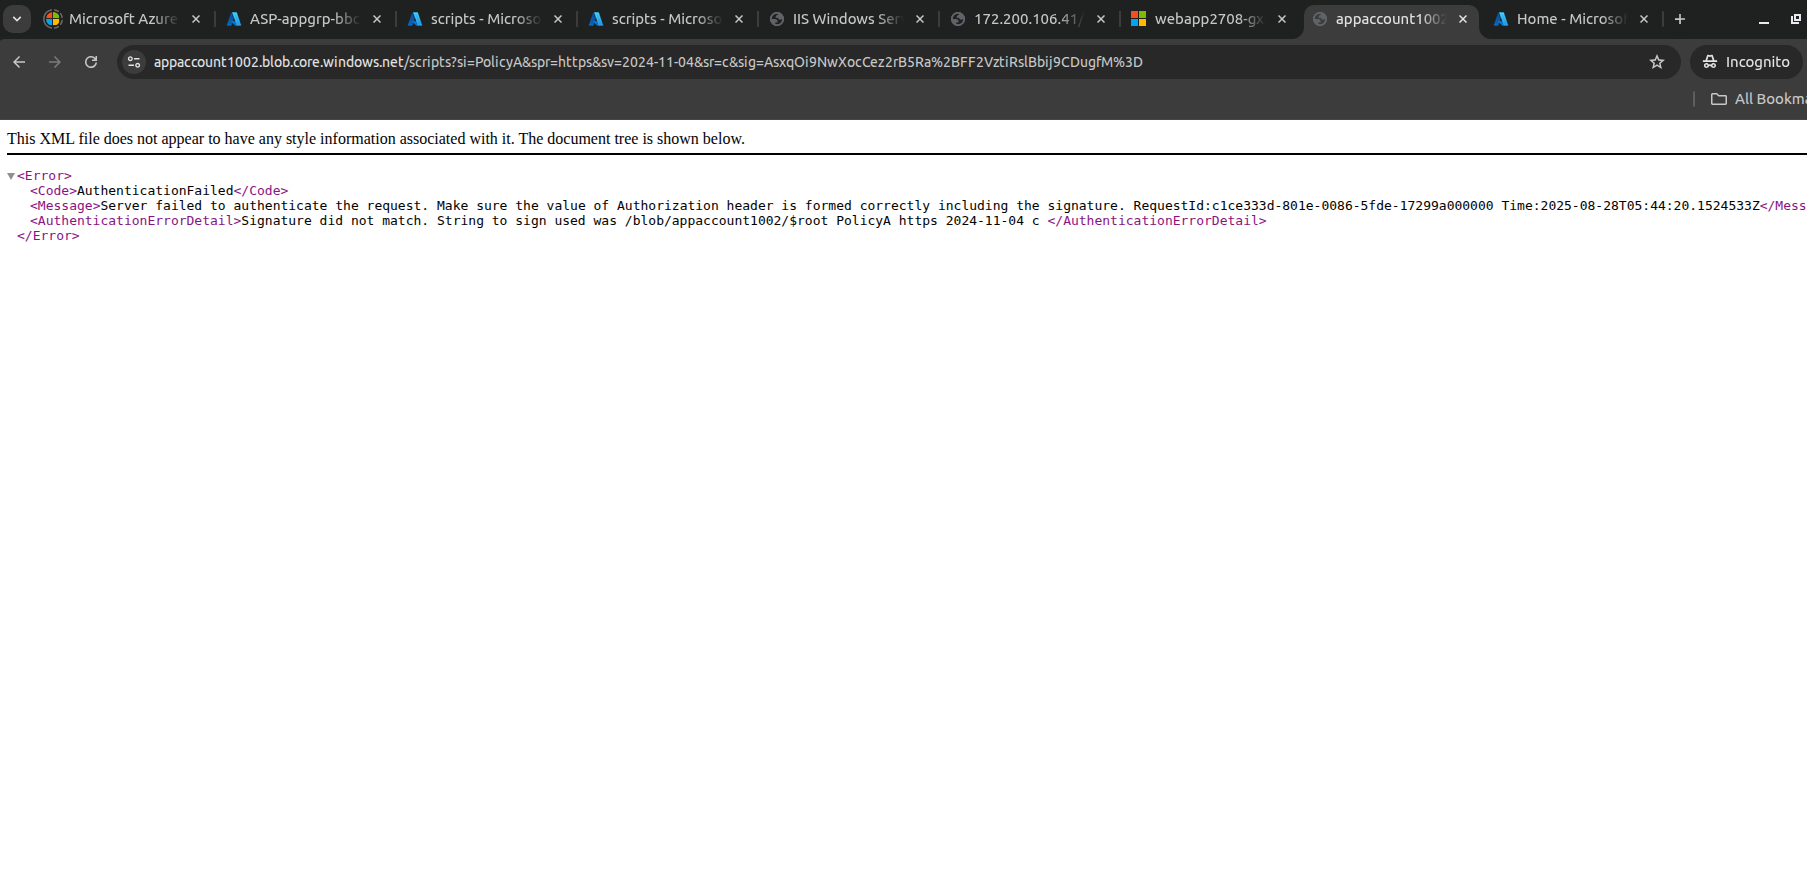 Microsoft Azure
ASP-appgrp-bbc
scripts - Microso
scripts - Microso
IIS Windows Ser
172.200.106.41/
webapp2708-gx
appaccount1002
Home - Microsof
appaccount1002.blob.core.windows.net/scripts?si=PolicyA&spr=https&sv=2024-11-04&sr=c&sig=AsxqOi9NwXocCez2rB5Ra%2BFF2VztiRslBbij9CDugfM%3D
Incognito
All Bookma
This XML file does not appear to have any style information associated with it. The document tree is shown below.
<Error>
<Code>AuthenticationFailed</Code>
<Message>Server failed to authenticate the request. Make sure the value of Authorization header is formed correctly including the signature. RequestId:c1ce333d-801e-0086-5fde-17299a000000 Time:2025-08-28T05:44:20.1524533Z</Mess
<AuthenticationErrorDetail>Signature did not match. String to sign used was /blob/appaccount1002/$root PolicyA https 2024-11-04 c </AuthenticationErrorDetail>
</Error>